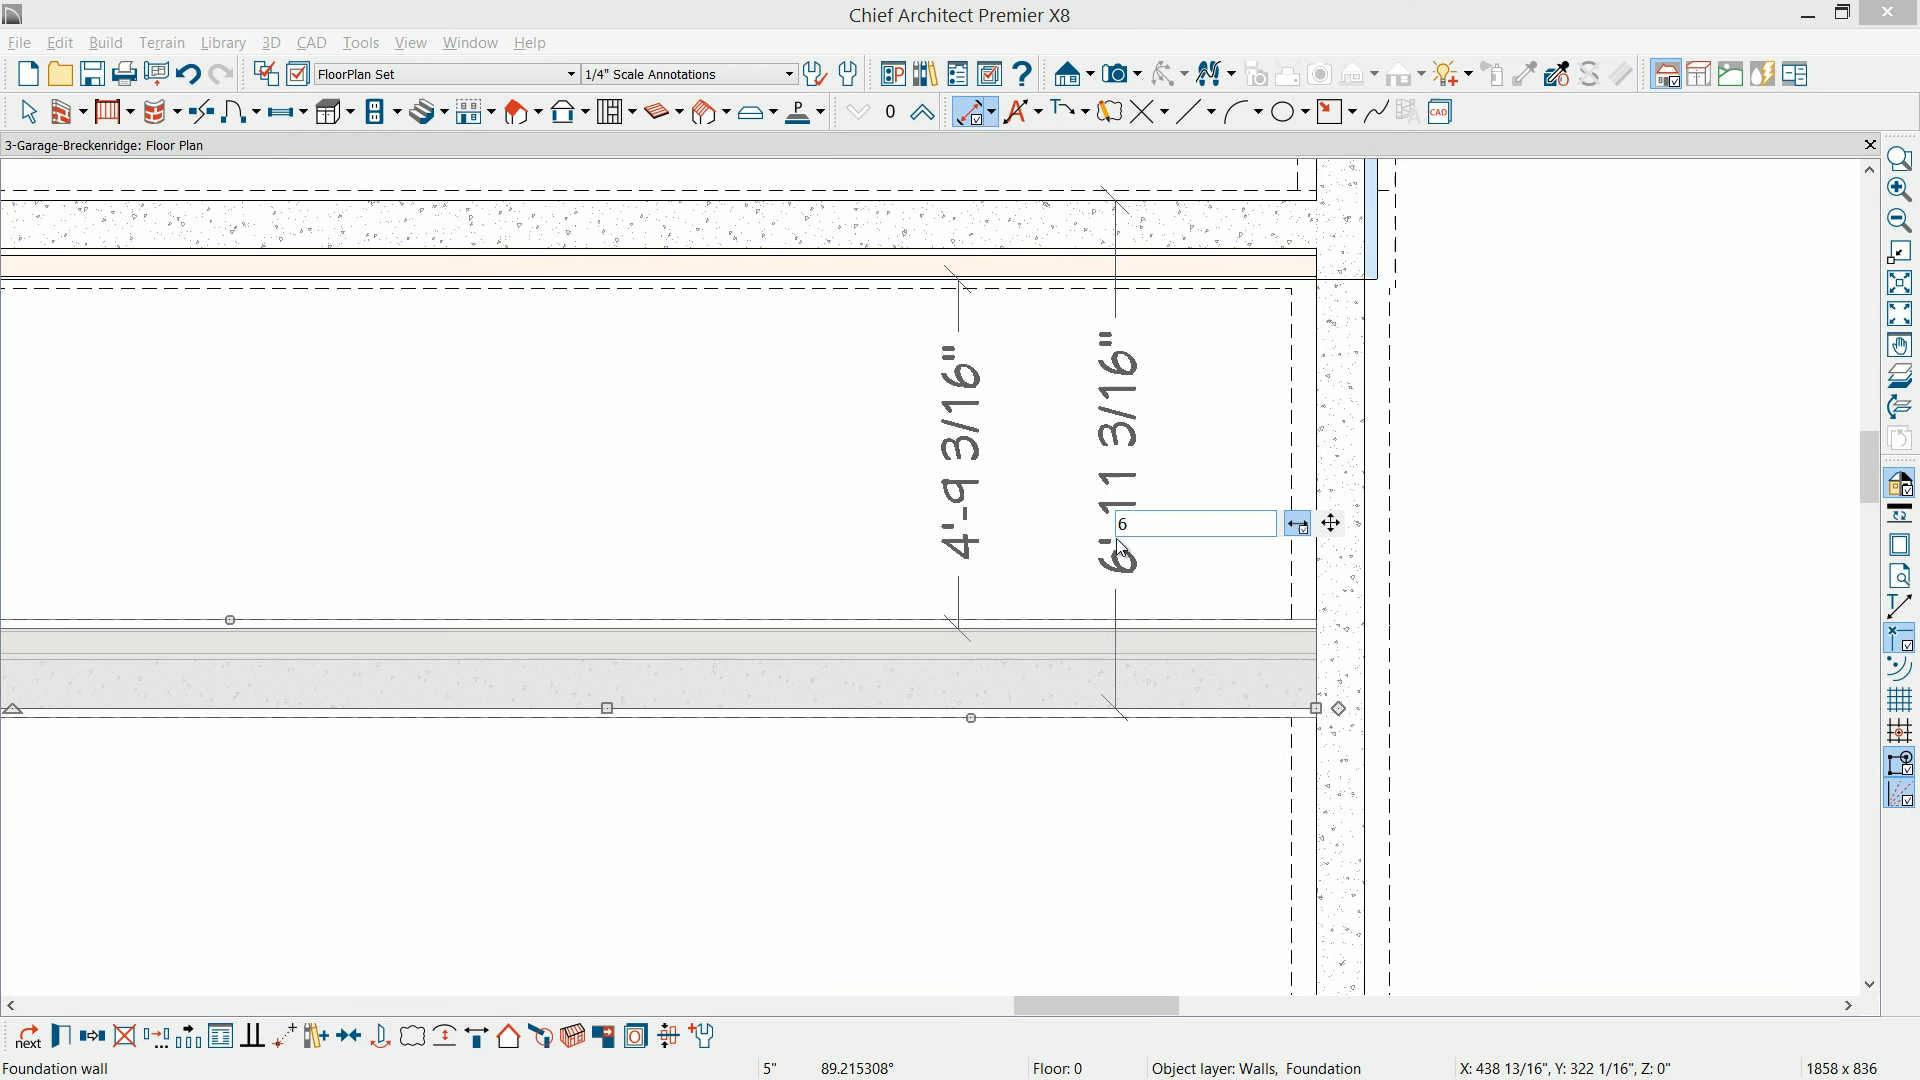 Chief Architect Premier X8
File Edit Build Terrain Library 3D CAD Tools View Window Help
FloorPlan Set 1/4" Scale Annotations
0 CAD
3-Garage-Breckenridge: Floor Plan
4'-9 3/16"
6'-11 3/16"
6
next
Foundation wall 5" 89.215308° Floor: 0 Object layer: Walls, Foundation X: 438 13/16", Y: 322 1/16", Z: 0" 1858 x 836